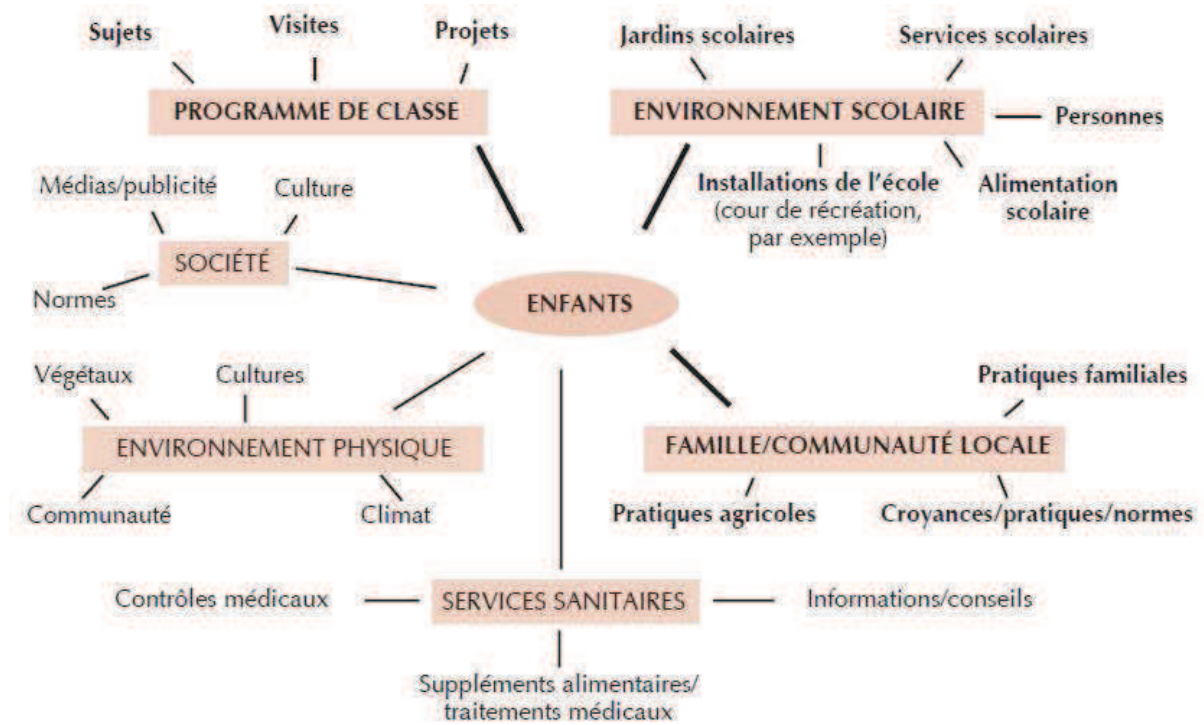 Sujets
Visites
Projets
PROGRAMME DE CLASSE
Jardins scolaires
Services scolaires
ENVIRONNEMENT SCOLAIRE
Personnes
Installations de l'école
(cour de récréation,
par exemple)
Alimentation
scolaire
Médias/publicité
Culture
SOCIÉTÉ
Normes
ENFANTS
Végétaux
Cultures
ENVIRONNEMENT PHYSIQUE
Communauté
Climat
Pratiques familiales
FAMILLE/COMMUNAUTÉ LOCALE
Pratiques agricoles
Croyances/pratiques/normes
Contrôles médicaux
SERVICES SANITAIRES
Informations/conseils
Suppléments alimentaires/
traitements médicaux